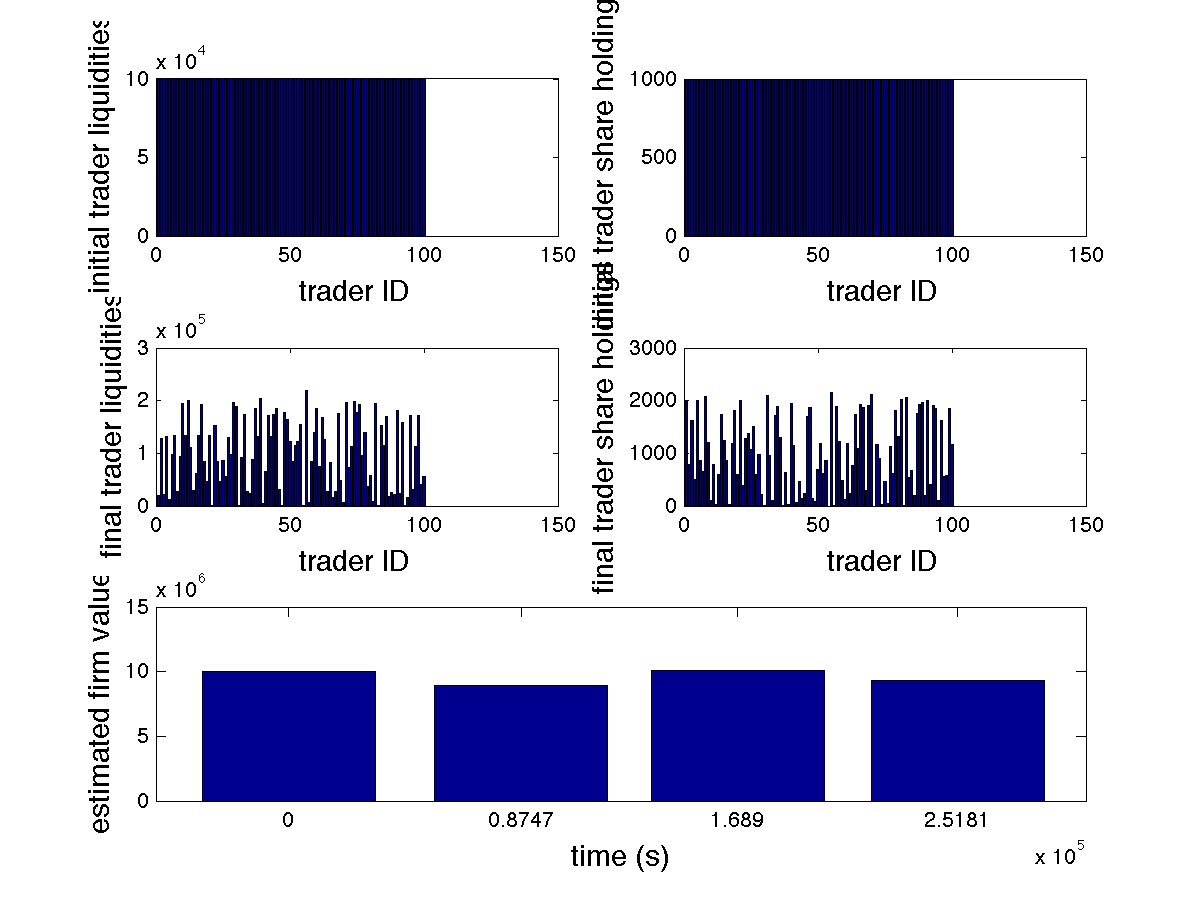 x 10^4
10
5
0
0
50
100
150
initial trader liquidities
trader ID
1000
500
0
0
50
100
150
trader share holding
trader ID
x 10^5
3
2
1
0
0
50
100
150
final trader liquidities
trader ID
3000
2000
1000
0
0
50
100
150
final trader share holdings
trader ID
x 10^6
15
10
5
0
0
0.8747
1.689
2.5181
x 10^5
estimated firm value
time (s)